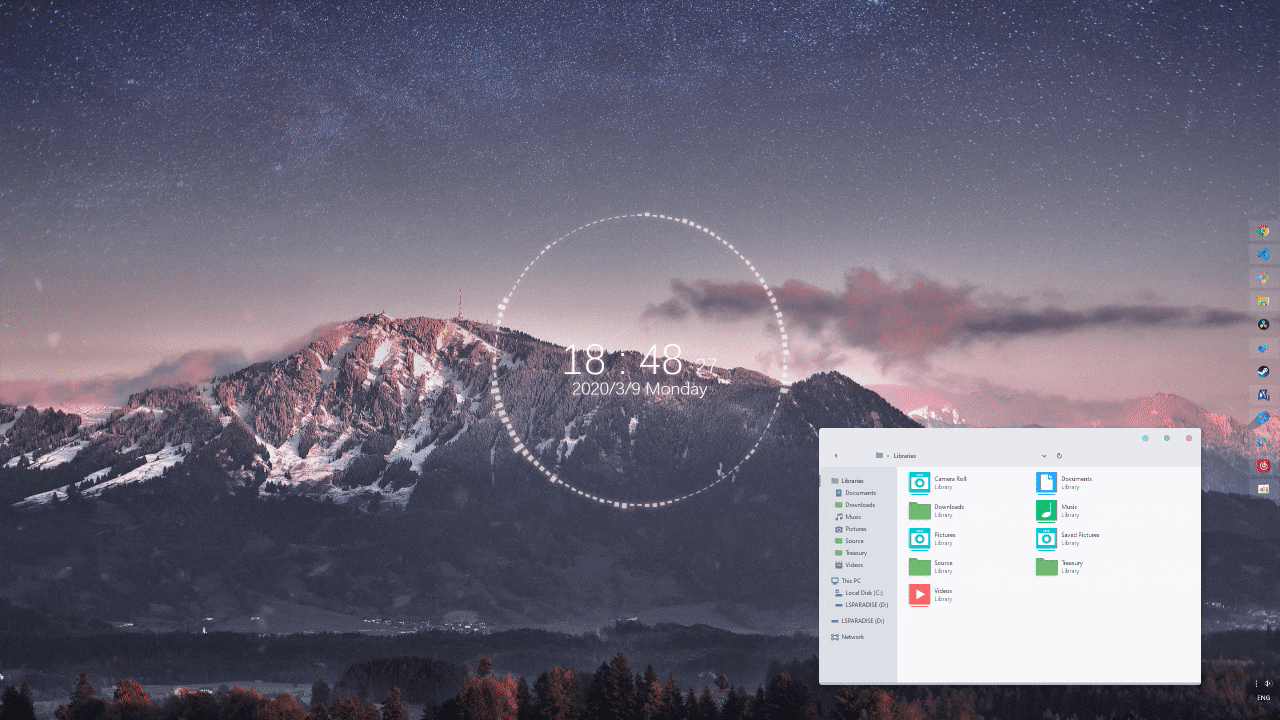 18 : 48 27
2020/3/9 Monday
Libraries
Libraries
Documents
Downloads
Music
Pictures
Source
Treasury
Videos
This PC
Local Disk (C:)
LSPARADISE (D:)
LSPARADISE (D:)
Network
Camera Roll
Library
Documents
Library
Downloads
Library
Music
Library
Pictures
Library
Saved Pictures
Library
Source
Library
Treasury
Library
Videos
Library
ENG